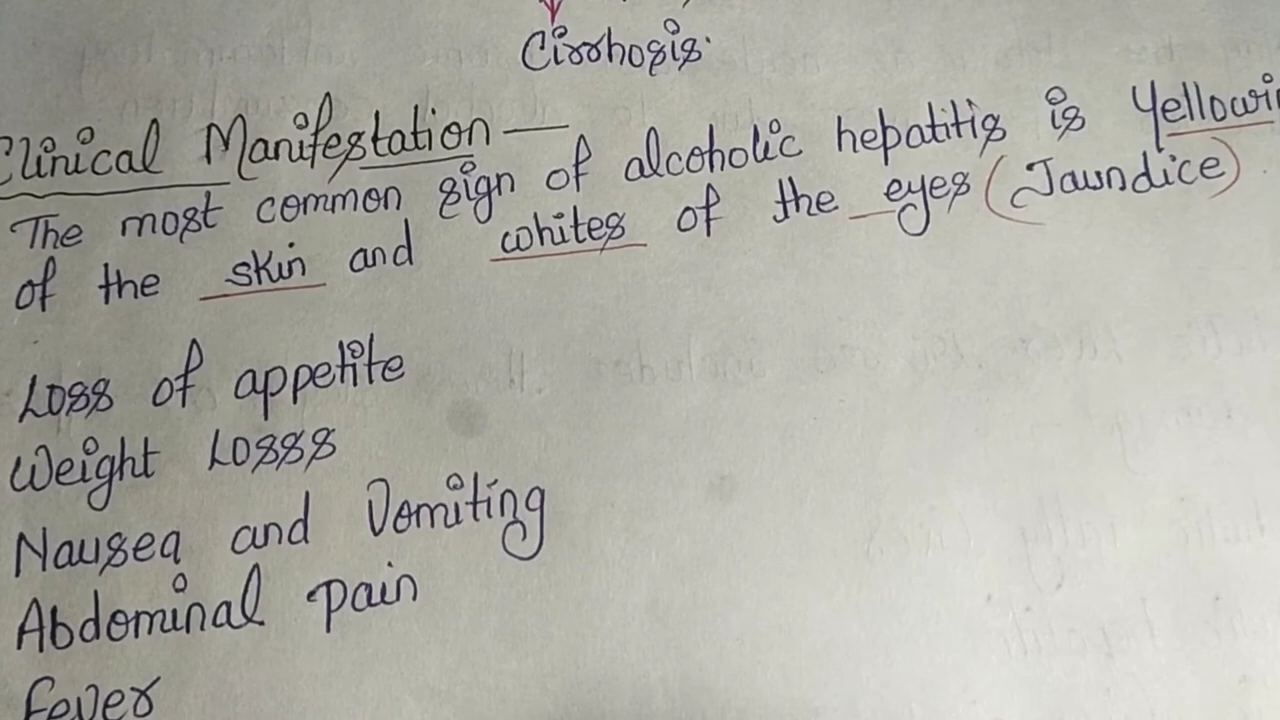 Cirrhosis.
Clinical Manifestation —
The most common sign of alcoholic hepatitis is Yellowi
of the skin and whites of the eyes (Jaundice)
Loss of appetite
Weight Losss
Nausea and Vomiting
Abdominal pain
Fever